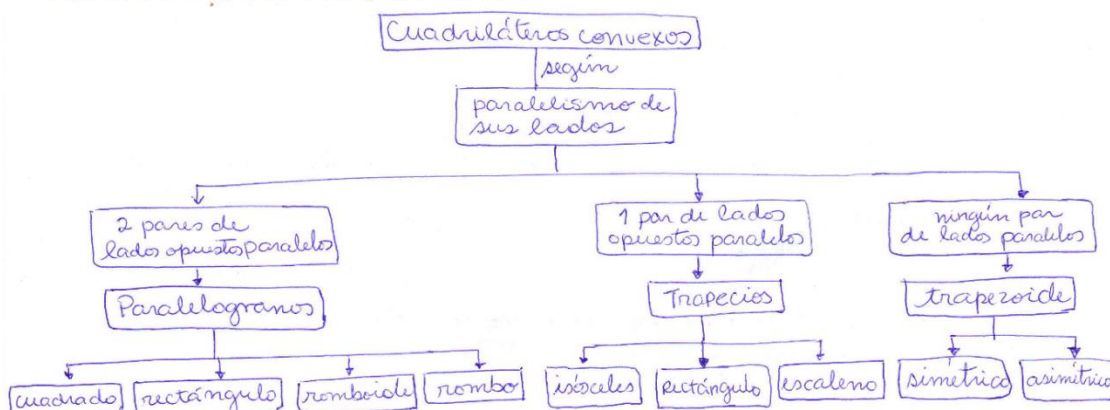 Cuadriláteros convexos
según
paralelismo de
sus lados
2 pares de
lados opuestos paralelos
1 par de lados
opuestos paralelos
ningún par
de lados paralelos
Paralelogramos
Trapecios
trapezoide
cuadrado
rectángulo
romboide
rombo
isósceles
rectángulo
escaleno
simétrico
asimétrico